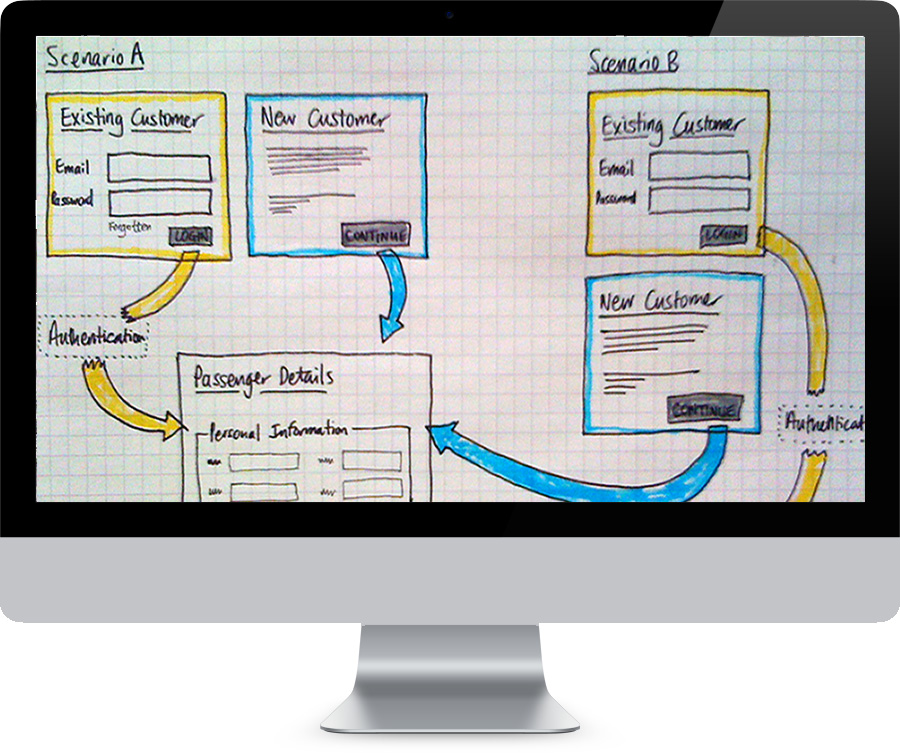 Scenario A
Existing Customer
Email
Password
Forgotten
LOGIN
New Customer
CONTINUE
Authentication
Passenger Details
Personal Information
Scenario B
Existing Customer
Email
Password
LOGIN
New Customer
CONTINUE
Authenticat